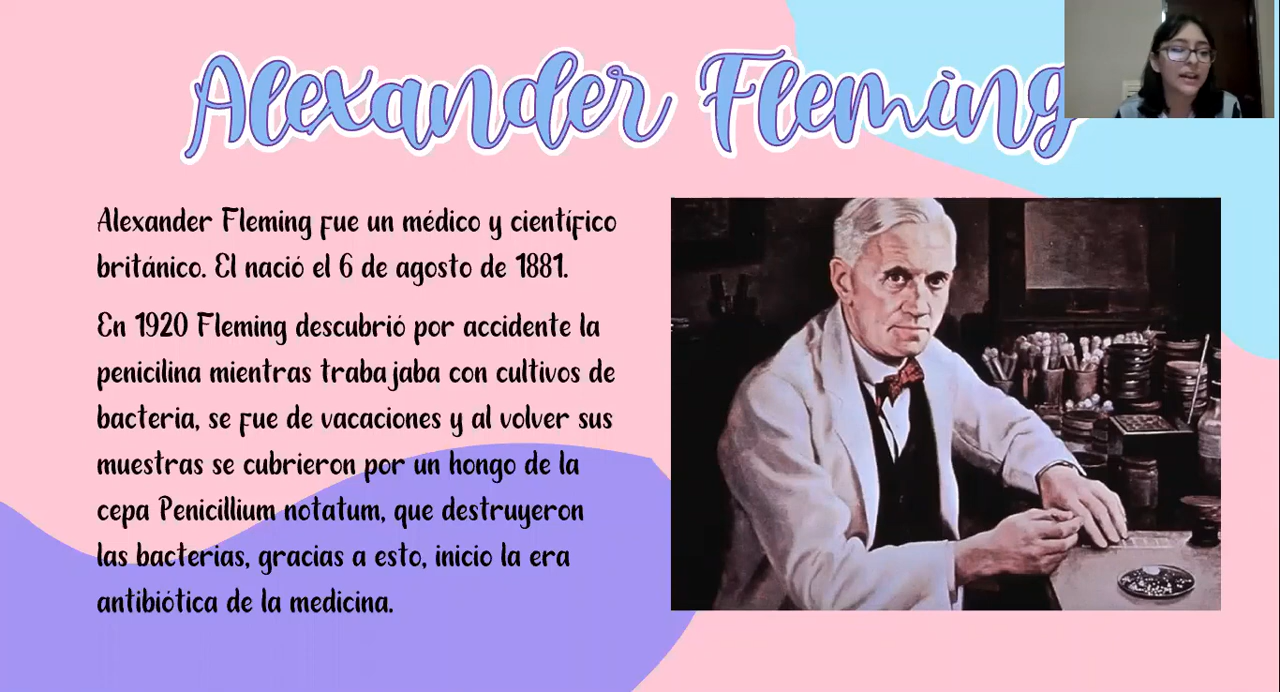 Alexander Fleming
Alexander Fleming fue un médico y científico
británico. El nació el 6 de agosto de 1881.
En 1920 Fleming descubrió por accidente la
penicilina mientras trabajaba con cultivos de
bacteria, se fue de vacaciones y al volver sus
muestras se cubrieron por un hongo de la
cepa Penicillium notatum, que destruyeron
las bacterias, gracias a esto, inicio la era
antibiótica de la medicina.